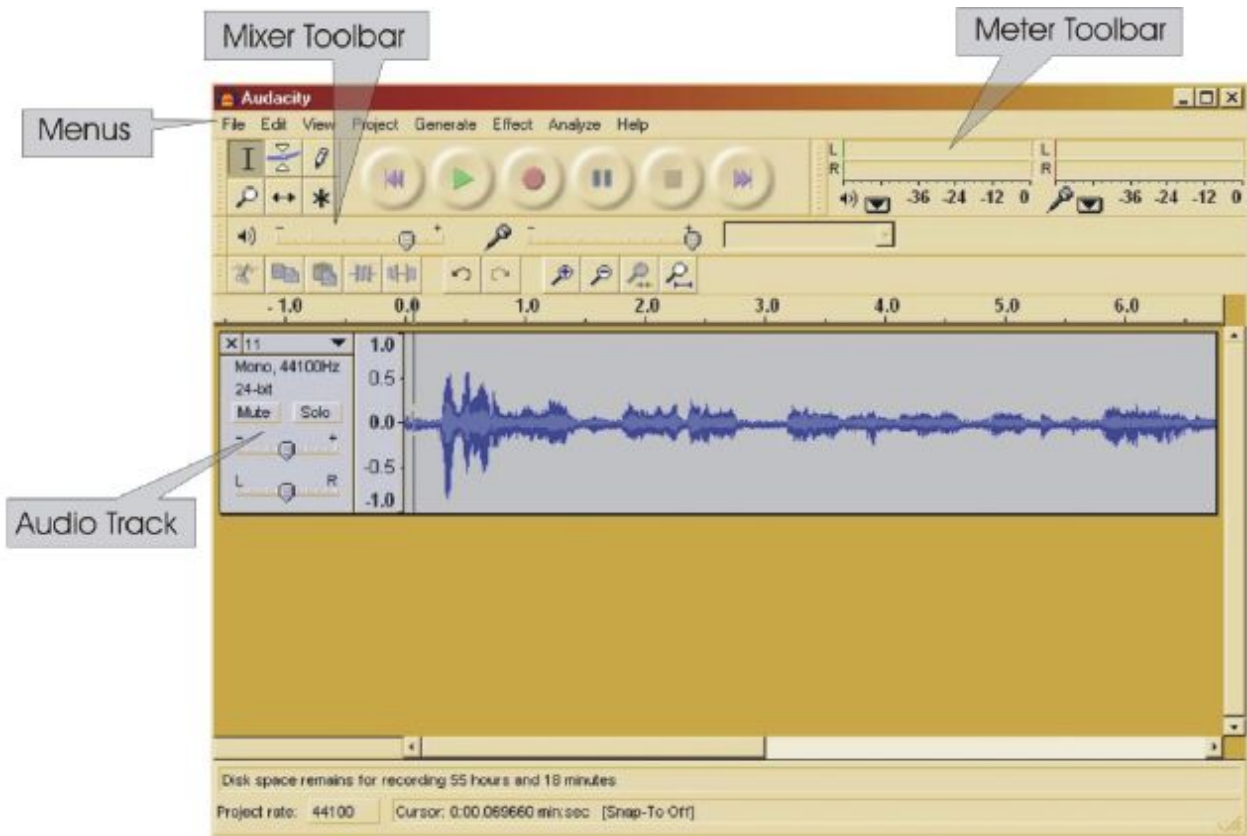 Mixer Toolbar
Meter Toolbar
Audacity
Menus
File Edit View Project Generate Effect Analyze Help
L
R
-36 -24 -12 0
L
R
-36 -24 -12 0
- +
- +
- 1.0 0.0 1.0 2.0 3.0 4.0 5.0 6.0
11
Mono, 44100Hz
24-bit
Mute Solo
- +
L R
1.0
0.5
0.0
-0.5
-1.0
Audio Track
Disk space remains for recording 55 hours and 18 minutes
Project rate: 44100 Cursor: 0:00.069660 min:sec [Snap-To Off]